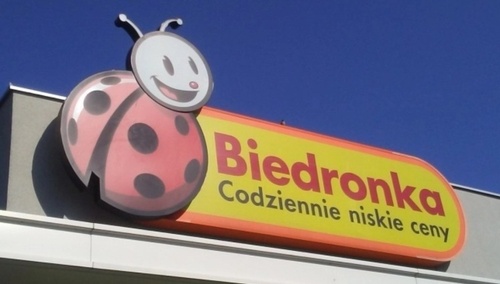 Biedronka
Codziennie niskie ceny